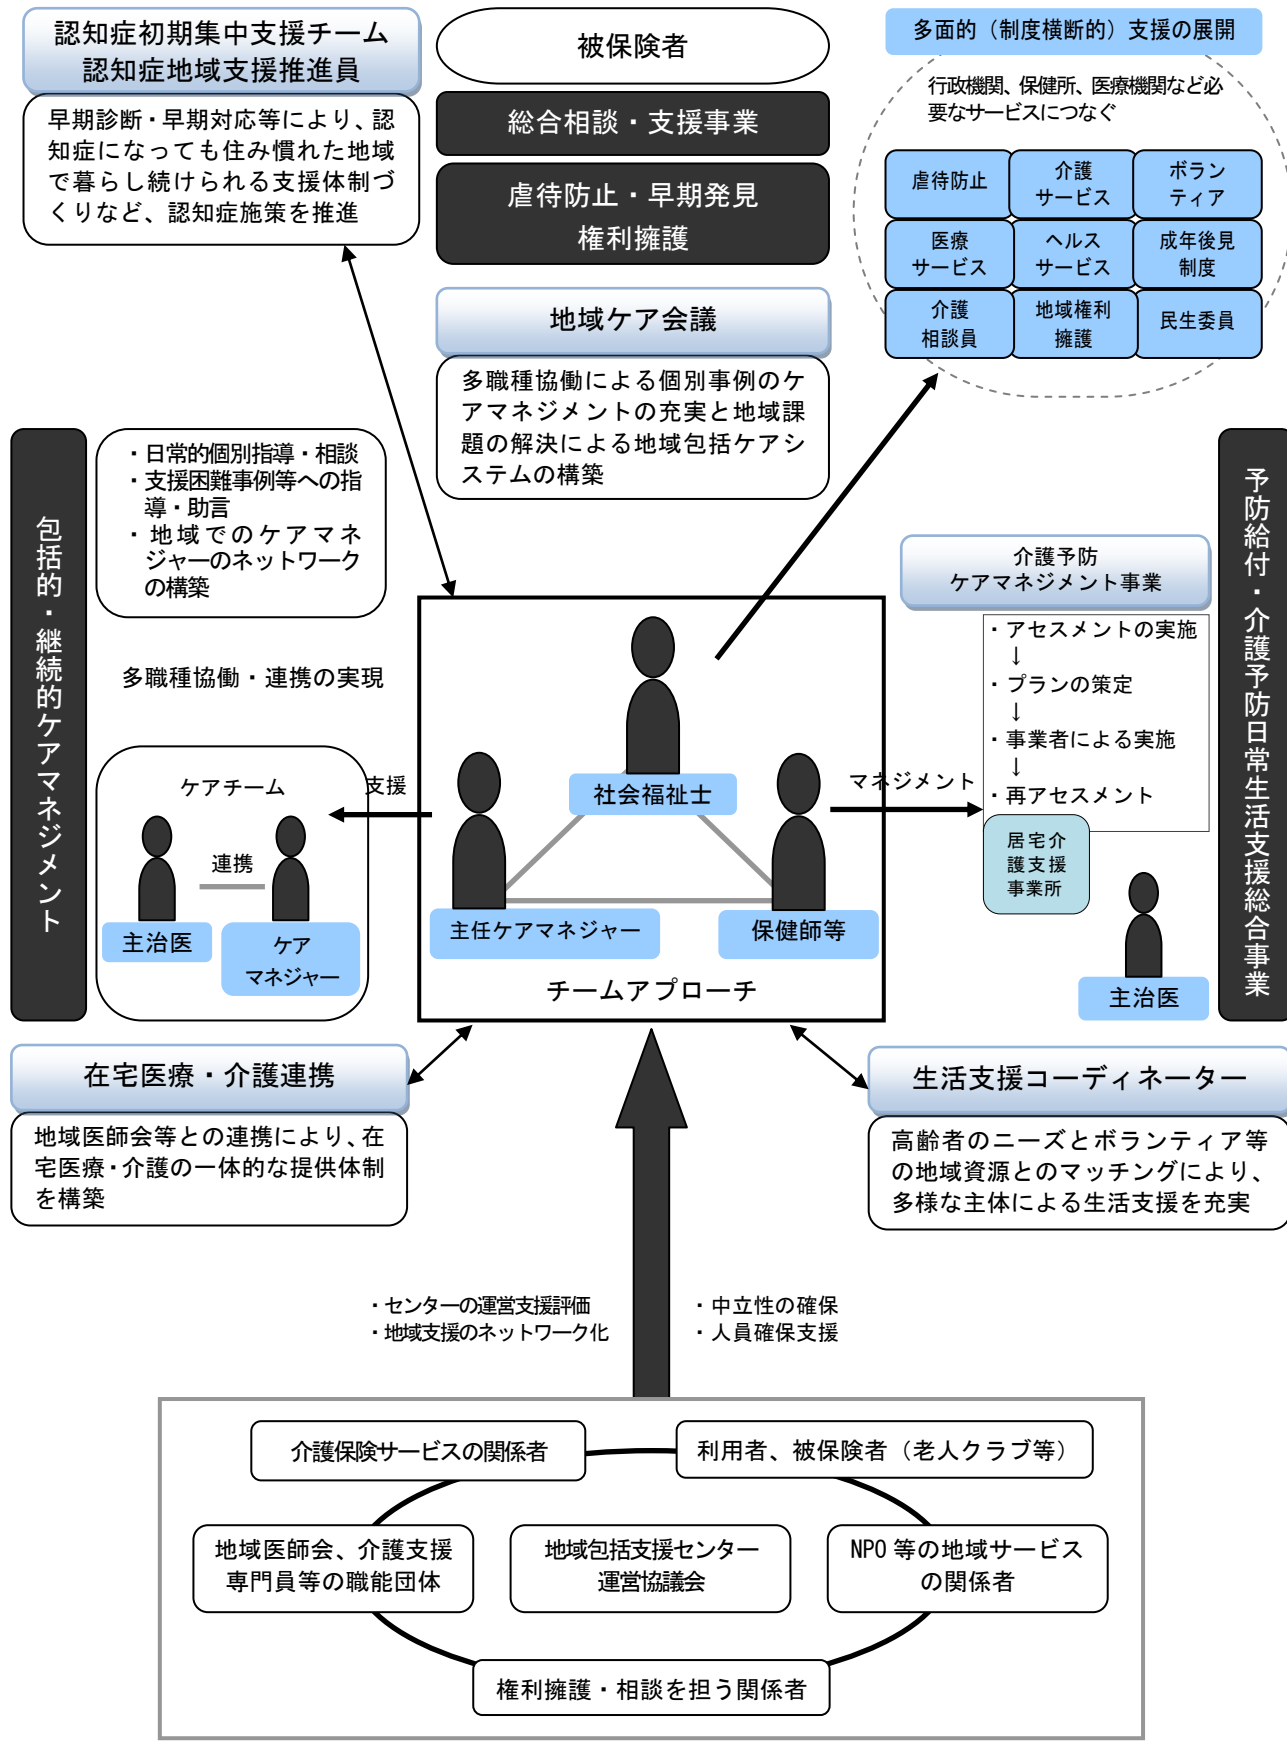 認知症初期集中支援チーム
認知症地域支援推進員
早期診断・早期対応等により、認
知症になっても住み慣れた地域
で暮らし続けられる支援体制づ
くりなど、認知症施策を推進
被保険者
総合相談・支援事業
虐待防止・早期発見
権利擁護
地域ケア会議
多職種協働による個別事例のケ
アマネジメントの充実と地域課
題の解決による地域包括ケアシ
ステムの構築
多面的（制度横断的）支援の展開
行政機関、保健所、医療機関など必
要なサービスにつなぐ
虐待防止
介護
サービス
ボラン
ティア
医療
サービス
ヘルス
サービス
成年後見
制度
介護
相談員
地域権利
擁護
民生委員
包括的・継続的ケアマネジメント
・日常的個別指導・相談
・支援困難事例等への指
導・助言
・地域でのケアマネ
ジャーのネットワーク
の構築
多職種協働・連携の実現
ケアチーム
連携
主治医
ケア
マネジャー
支援
社会福祉士
主任ケアマネジャー
保健師等
チームアプローチ
マネジメント
介護予防
ケアマネジメント事業
・アセスメントの実施
↓
・プランの策定
↓
・事業者による実施
↓
・再アセスメント
居宅介
護支援
事業所
主治医
予防給付・介護予防日常生活支援総合事業
在宅医療・介護連携
地域医師会等との連携により、在
宅医療・介護の一体的な提供体制
を構築
生活支援コーディネーター
高齢者のニーズとボランティア等
の地域資源とのマッチングにより、
多様な主体による生活支援を充実
・センターの運営支援評価
・地域支援のネットワーク化
・中立性の確保
・人員確保支援
介護保険サービスの関係者
利用者、被保険者（老人クラブ等）
地域医師会、介護支援
専門員等の職能団体
地域包括支援センター
運営協議会
NPO 等の地域サービス
の関係者
権利擁護・相談を担う関係者